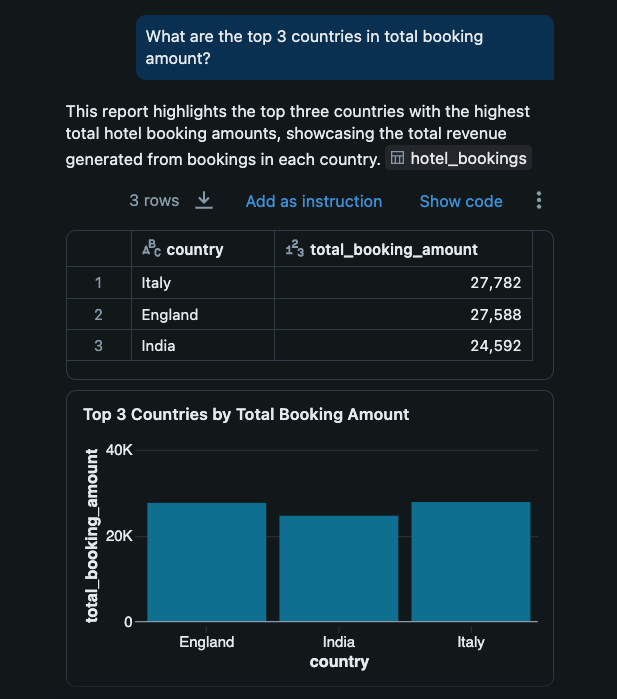 What are the top 3 countries in total booking
amount?
This report highlights the top three countries with the highest
total hotel booking amounts, showcasing the total revenue
generated from bookings in each country. hotel_bookings
3 rows Add as instruction Show code
ABC country 123 total_booking_amount
1 Italy 27,782
2 England 27,588
3 India 24,592
Top 3 Countries by Total Booking Amount
total_booking_amount
40K
20K
0
England India Italy
country